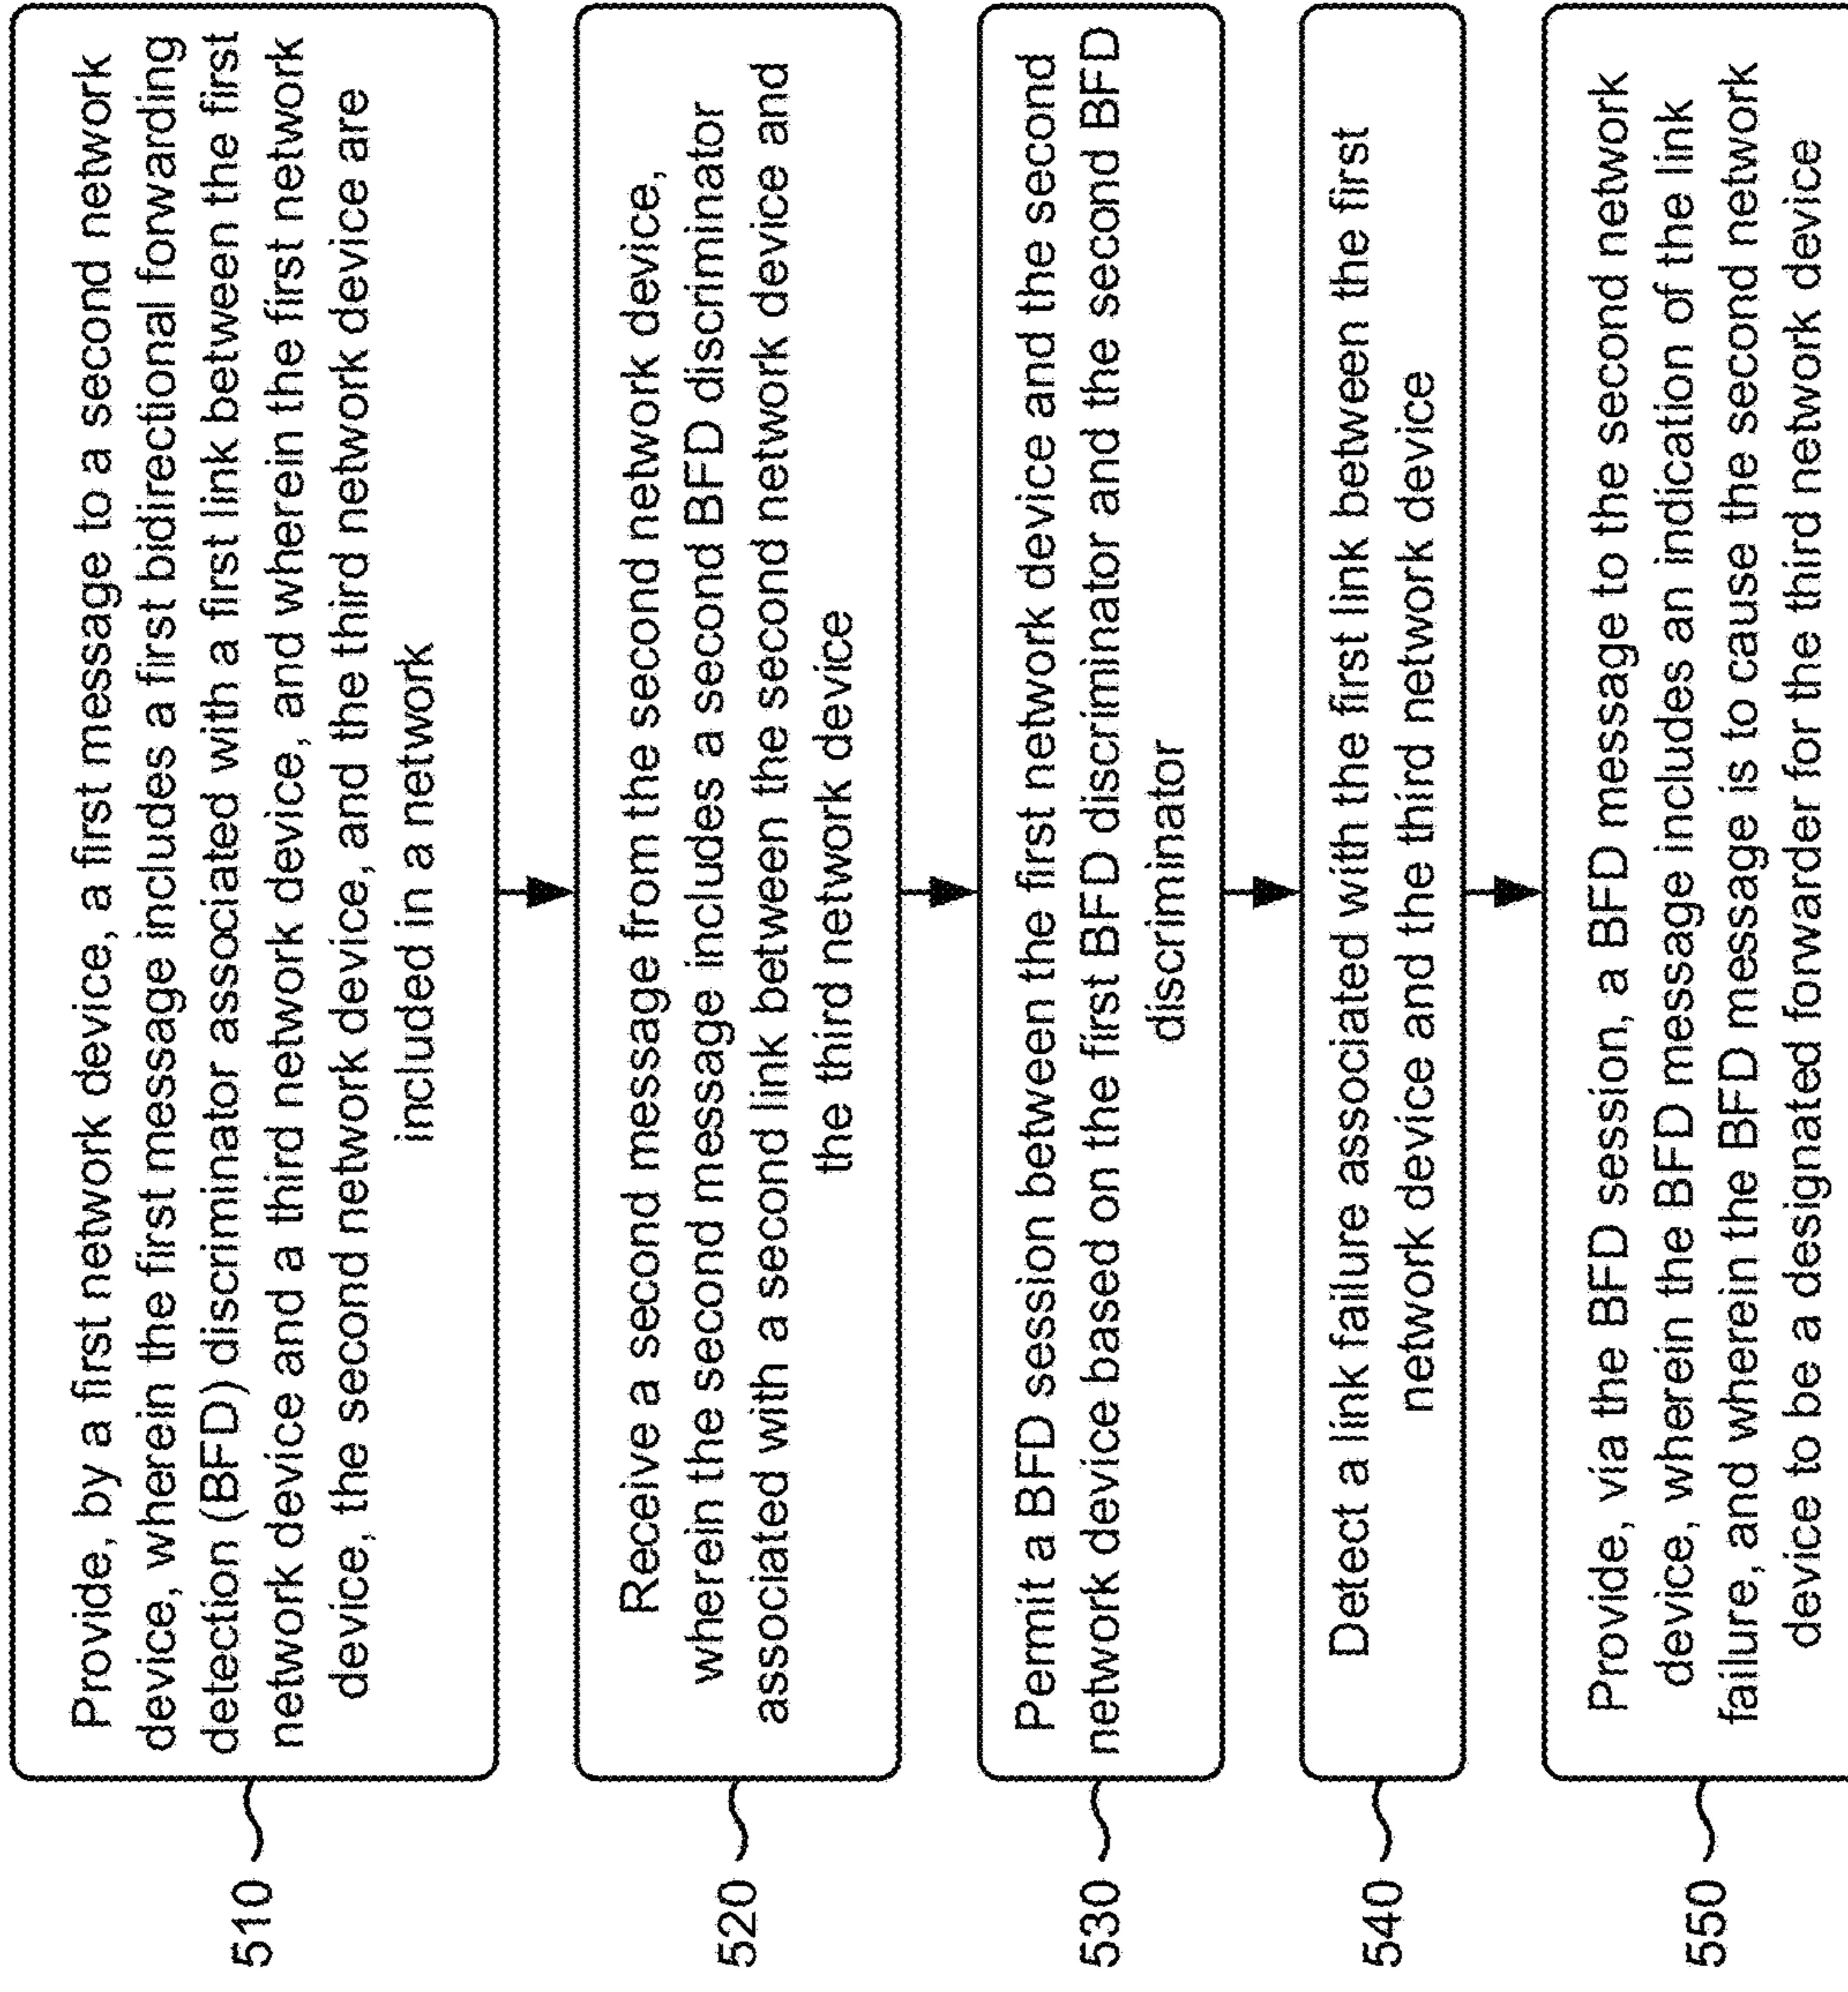 510
Provide, by a first network device, a first message to a second network
device, wherein the first message includes a first bidirectional forwarding
detection (BFD) discriminator associated with a first link between the first
network device and a third network device, and wherein the first network
device, the second network device, and the third network device are
included in a network
520
Receive a second message from the second network device,
wherein the second message includes a second BFD discriminator
associated with a second link between the second network device and
the third network device
530
Permit a BFD session between the first network device and the second
network device based on the first BFD discriminator and the second BFD
discriminator
540
Detect a link failure associated with the first link between the first
network device and the third network device
550
Provide, via the BFD session, a BFD message to the second network
device, wherein the BFD message includes an indication of the link
failure, and wherein the BFD message is to cause the second network
device to be a designated forwarder for the third network device